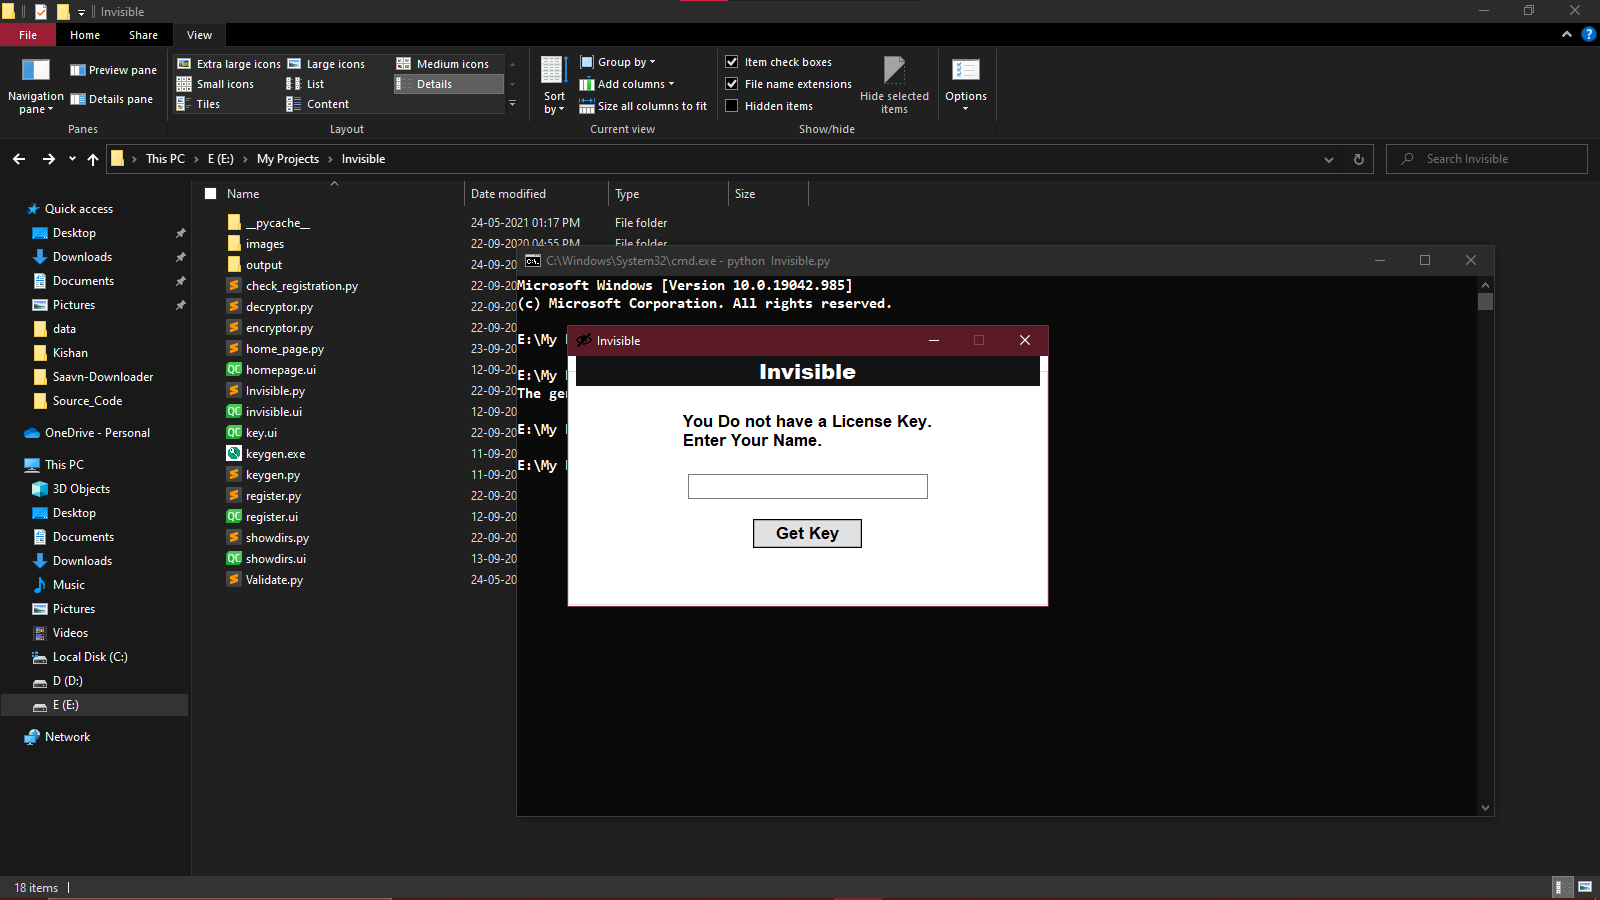 Invisible
File Home Share View
Navigation pane
Preview pane
Details pane
Panes
Extra large icons Large icons Medium icons
Small icons List Details
Tiles Content
Layout
Sort by
Group by
Add columns
Size all columns to fit
Current view
Item check boxes
File name extensions
Hidden items
Hide selected items
Show/hide
Options
This PC › E (E:) › My Projects › Invisible
Search Invisible
Quick access
Desktop
Downloads
Documents
Pictures
data
Kishan
Saavn-Downloader
Source_Code
OneDrive - Personal
This PC
3D Objects
Desktop
Documents
Downloads
Music
Pictures
Videos
Local Disk (C:)
D (D:)
E (E:)
Network
Name Date modified Type Size
__pycache__ 24-05-2021 01:17 PM File folder
images 22-09-2020 04:55 PM File folder
output 24-09-20
check_registration.py 22-09-20
decryptor.py 22-09-20
encryptor.py 22-09-20
home_page.py 23-09-20
homepage.ui 12-09-20
Invisible.py 22-09-20
invisible.ui 12-09-20
key.ui 22-09-20
keygen.exe 11-09-20
keygen.py 11-09-20
register.py 22-09-20
register.ui 12-09-20
showdirs.py 22-09-20
showdirs.ui 13-09-20
Validate.py 24-05-20
C:\Windows\System32\cmd.exe - python Invisible.py
Microsoft Windows [Version 10.0.19042.985]
(c) Microsoft Corporation. All rights reserved.
E:\My
E:\My
The ge
E:\My
E:\My
Invisible
Invisible
You Do not have a License Key.
Enter Your Name.
Get Key
18 items